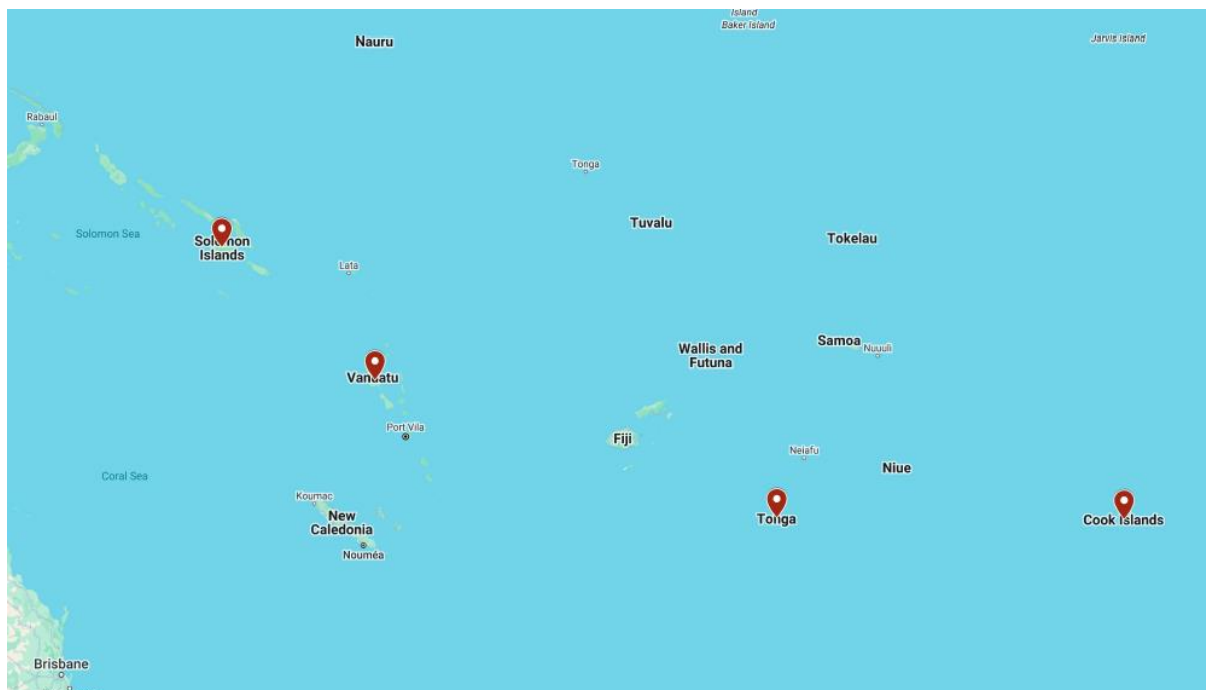 Island
Baker Island
Jarvis Island
Nauru
Rabaul
Tonga
Tuvalu
Tokelau
Solomon Sea
Solomon
Islands
Lata
Samoa
Nuuuli
Wallis and
Futuna
Vanuatu
Port Vila
Fiji
Neiafu
Niue
Coral Sea
Koumac
New
Caledonia
Nouméa
Tonga
Cook Islands
Brisbane